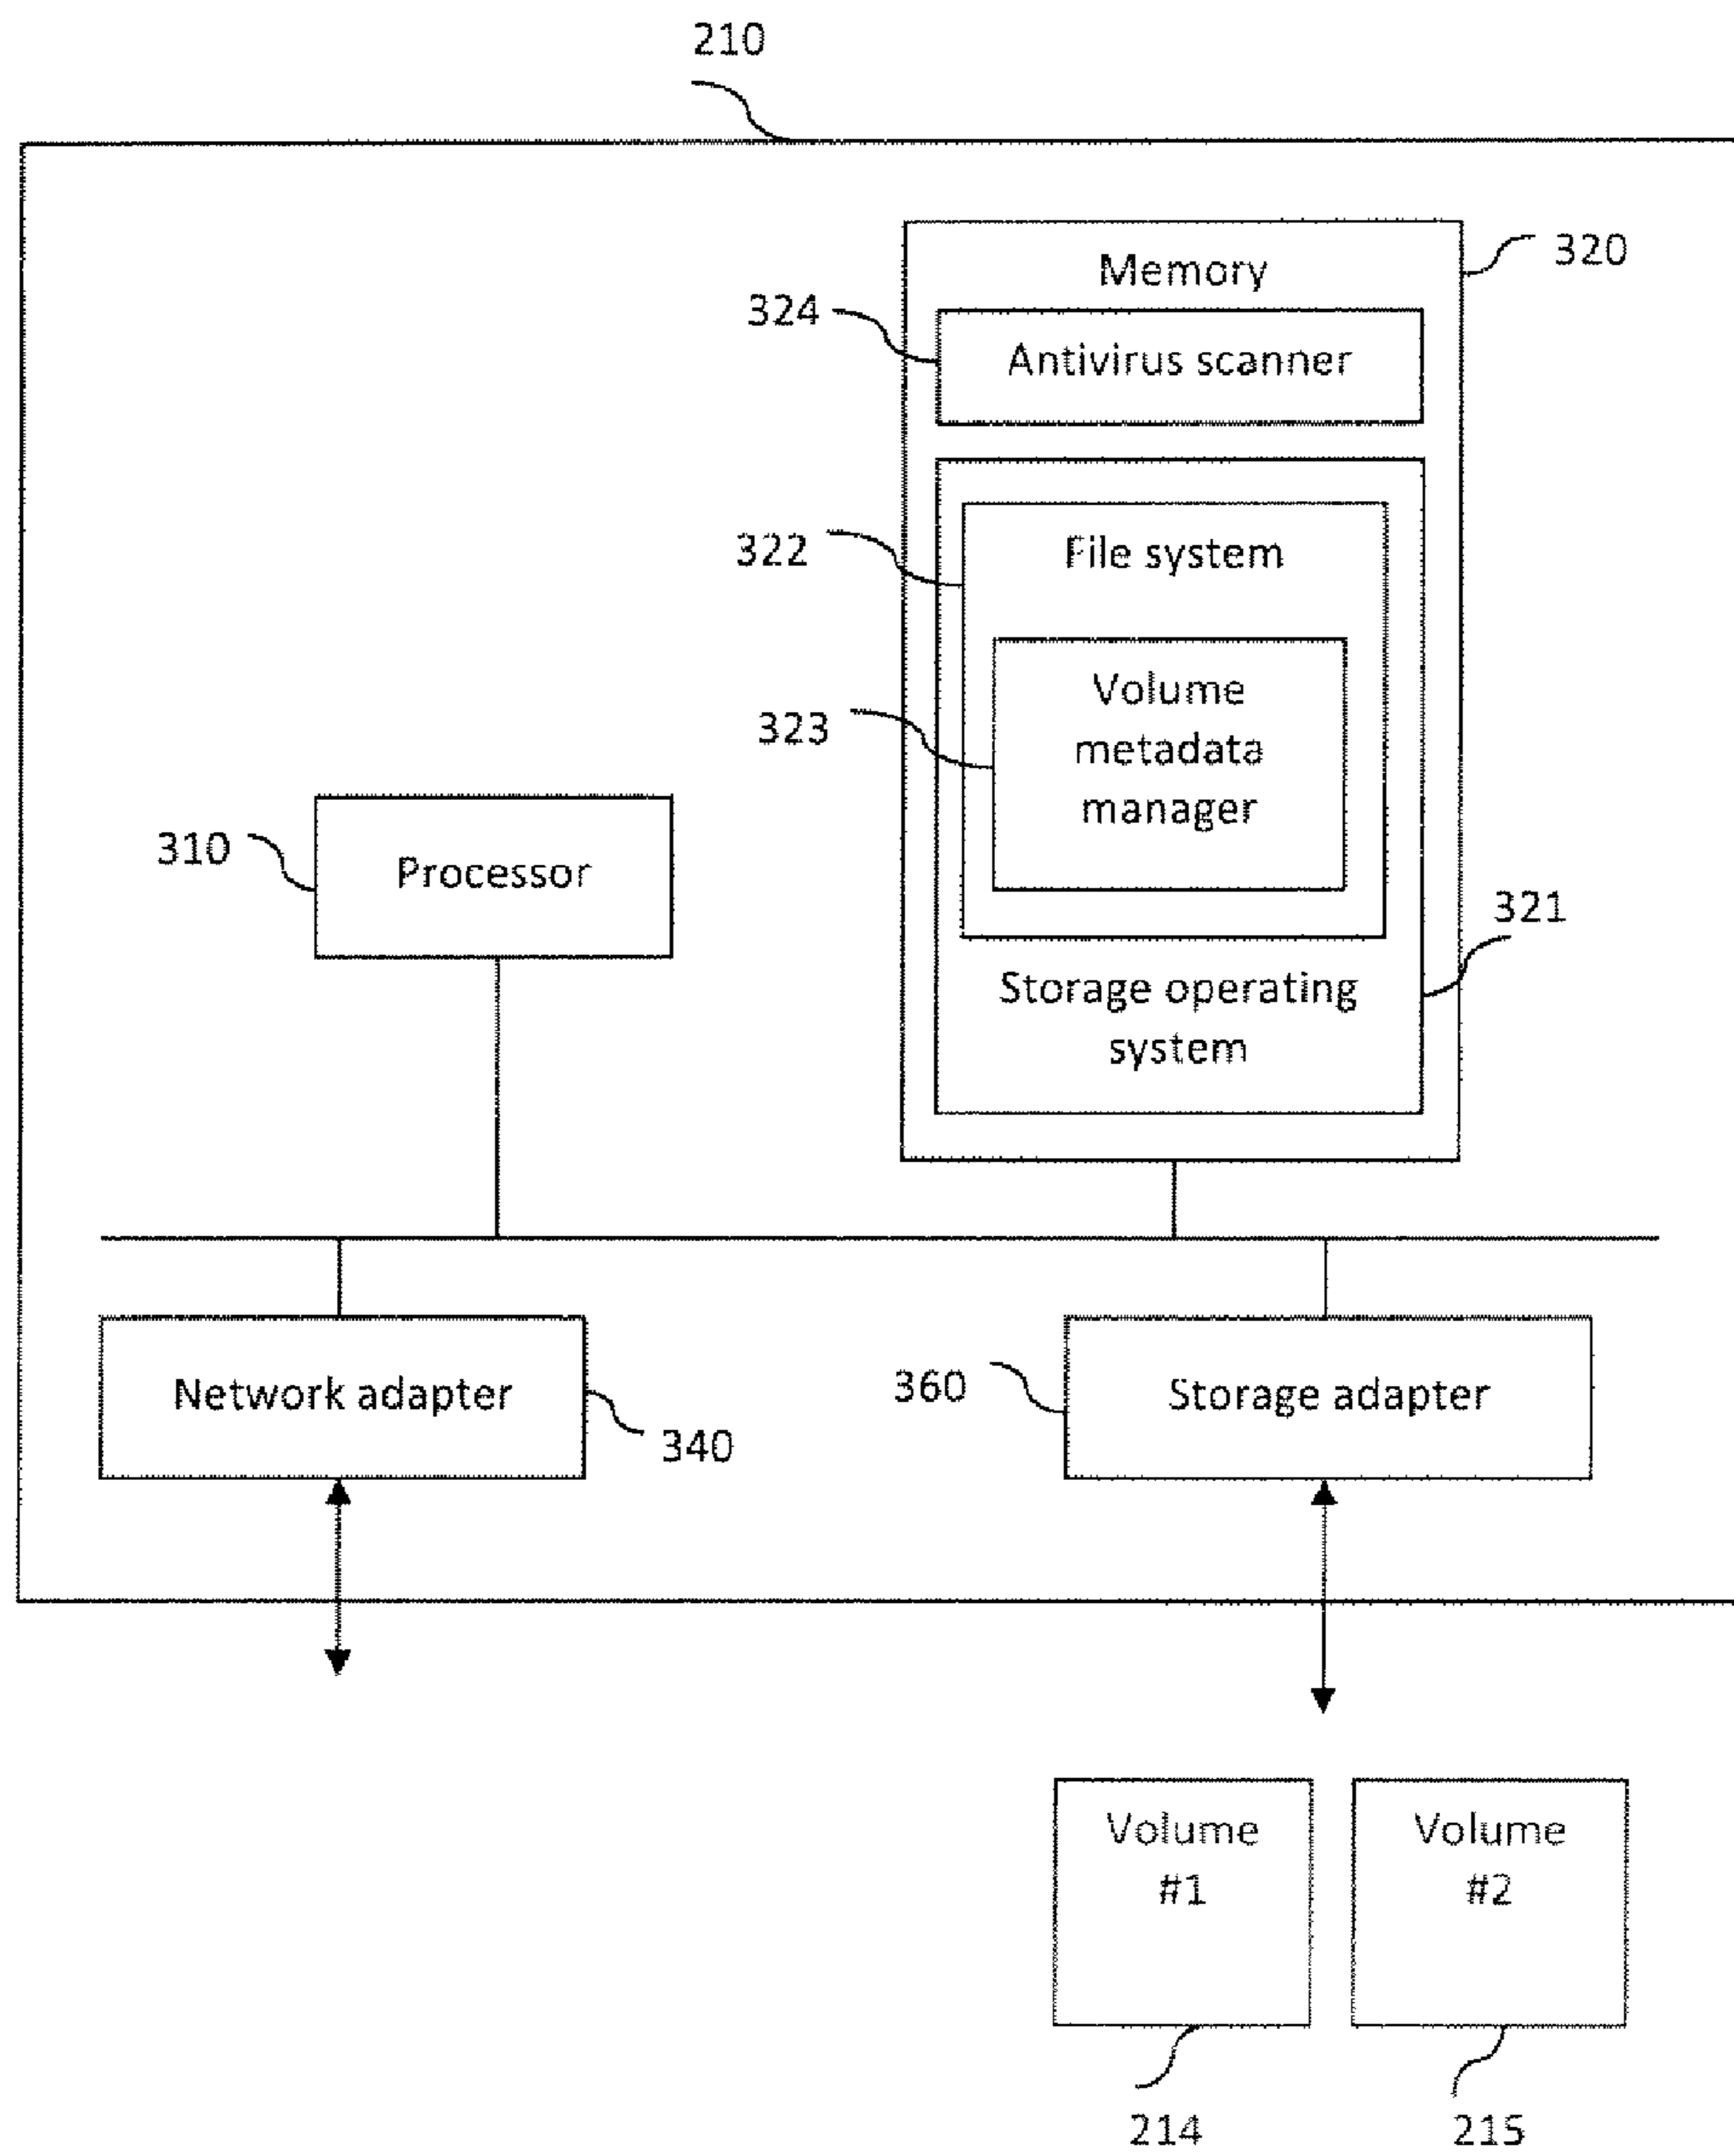 210
320
Memory
324
Antivirus scanner
322
File system
323
Volume
metadata
manager
310
Processor
321
Storage operating
system
Network adapter
340
360
Storage adapter
Volume
#1
Volume
#2
214
215